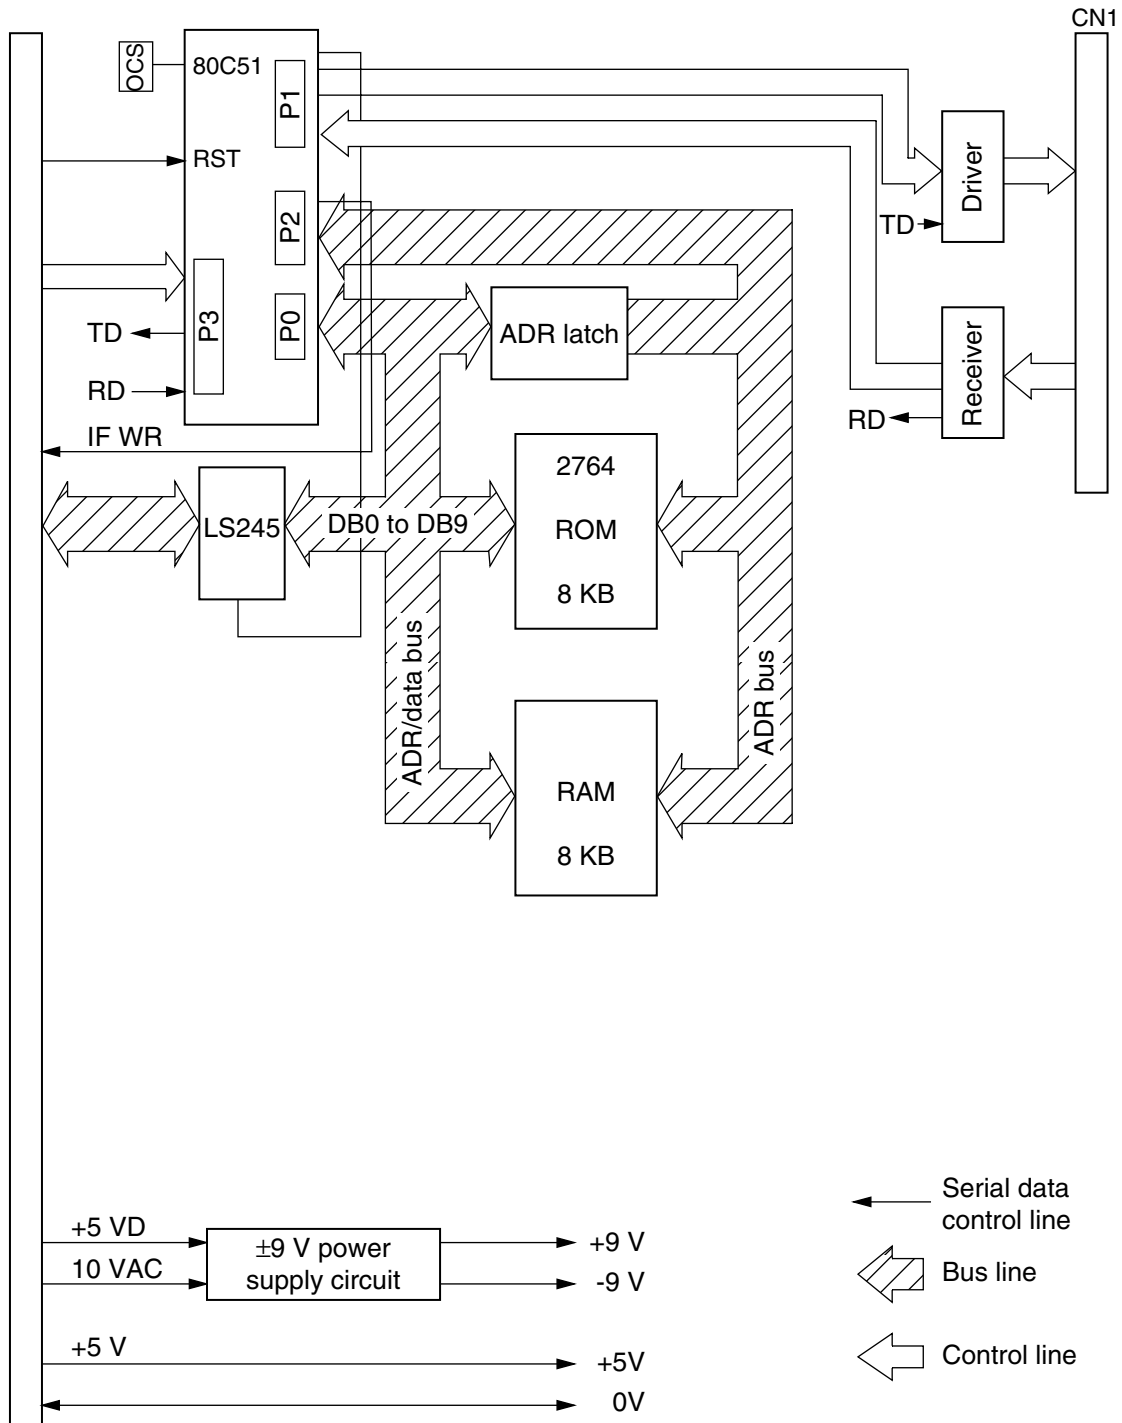 CN1
OCS
80C51
P1
RST
P2
Driver
TD
P3
P0
ADR latch
TD
RD
Receiver
RD
IF WR
2764
ROM
8 KB
LS245
DB0 to DB9
ADR/data bus
ADR bus
RAM
8 KB
+5 VD
10 VAC
±9 V power
supply circuit
+9 V
-9 V
+5 V
+5V
0V
Serial data
control line
Bus line
Control line